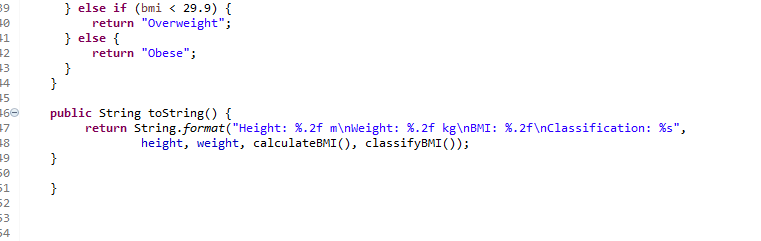 39 } else if (bmi < 29.9) {
40 return "Overweight";
41 } else {
42 return "Obese";
43 }
44 }
45
46 public String toString() {
47 return String.format("Height: %.2f m\nWeight: %.2f kg\nBMI: %.2f\nClassification: %s",
48 height, weight, calculateBMI(), classifyBMI());
49 }
50
51 }
52
53
54